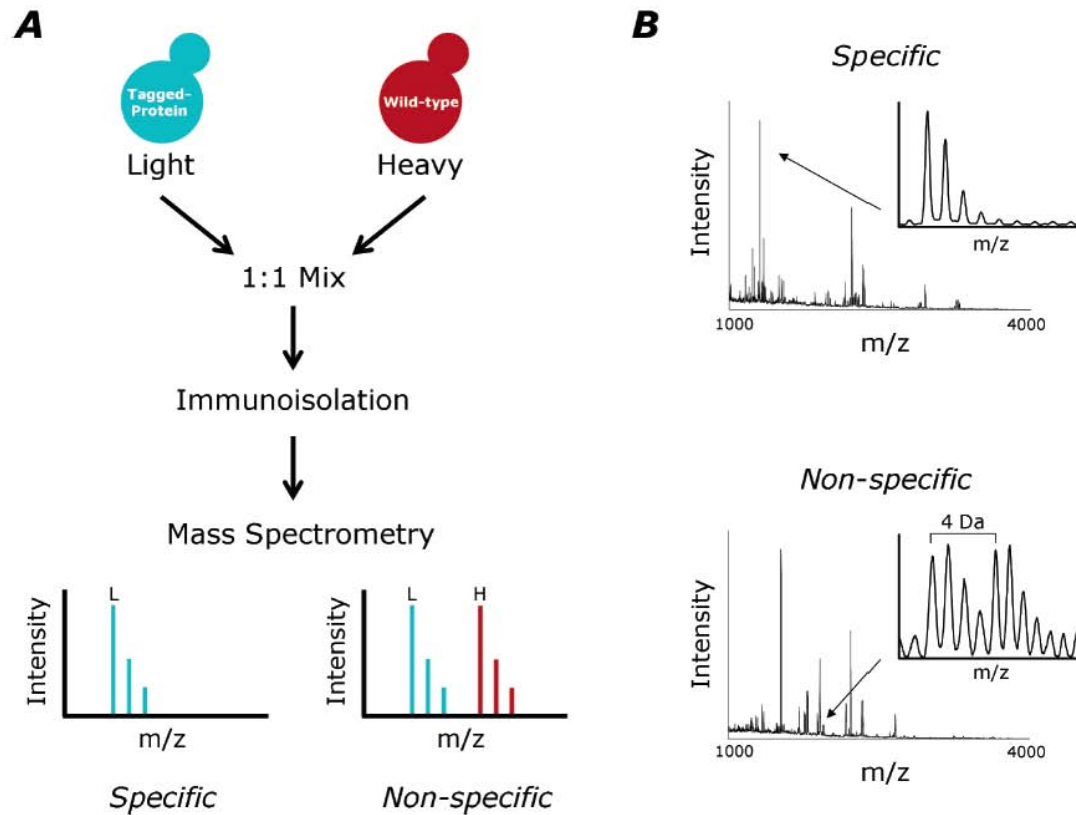 A
Tagged-
Protein
Wild-type
Light
Heavy
1:1 Mix
Immunoisolation
Mass Spectrometry
L
Intensity
m/z
Specific
L
H
Intensity
m/z
Non-specific
B
Specific
Intensity
m/z
1000
4000
m/z
Non-specific
4 Da
Intensity
m/z
1000
4000
m/z